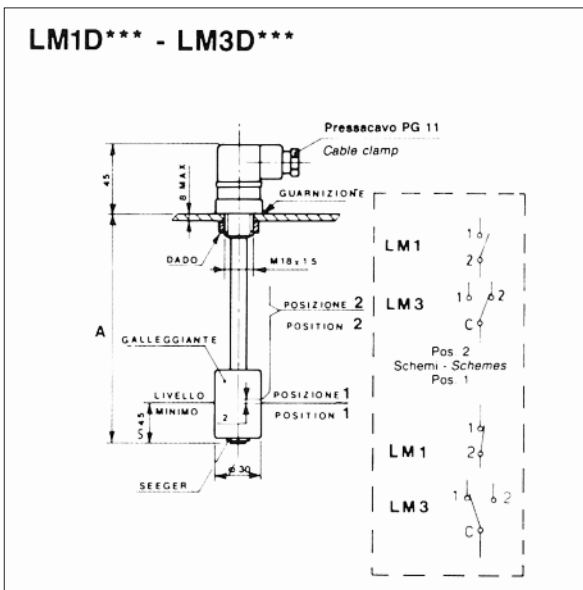 LM1D*** - LM3D***
Pressacavo PG 11
Cable clamp
45
8 MAX
GUARNIZIONE
DADO
M18x1.5
A
GALLEGGIANTE
POSIZIONE 2
POSITION 2
LIVELLO
MINIMO
2
POSIZIONE 1
POSITION 1
45
SEEGER
ø30
LM1
1
2
LM3
1
2
C
Pos. 2
Schemi - Schemes
Pos. 1
LM1
1
2
LM3
1
2
C